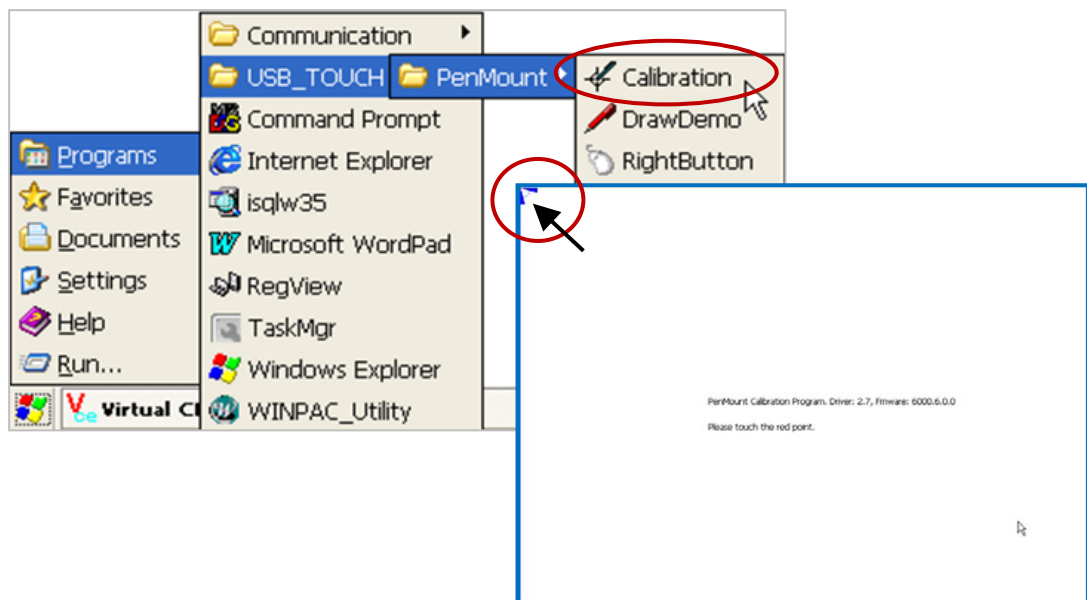 Communication
USB_TOUCH
PenMount
Calibration
Command Prompt
DrawDemo
Programs
Internet Explorer
RightButton
Favorites
isqlw35
Documents
Microsoft WordPad
Settings
RegView
Help
TaskMgr
Run...
Windows Explorer
Virtual
WINPAC_Utility
PenMount Calibration Program. Driver: 2.7, Fmware: 6000.6.0.0
Please touch the red point.